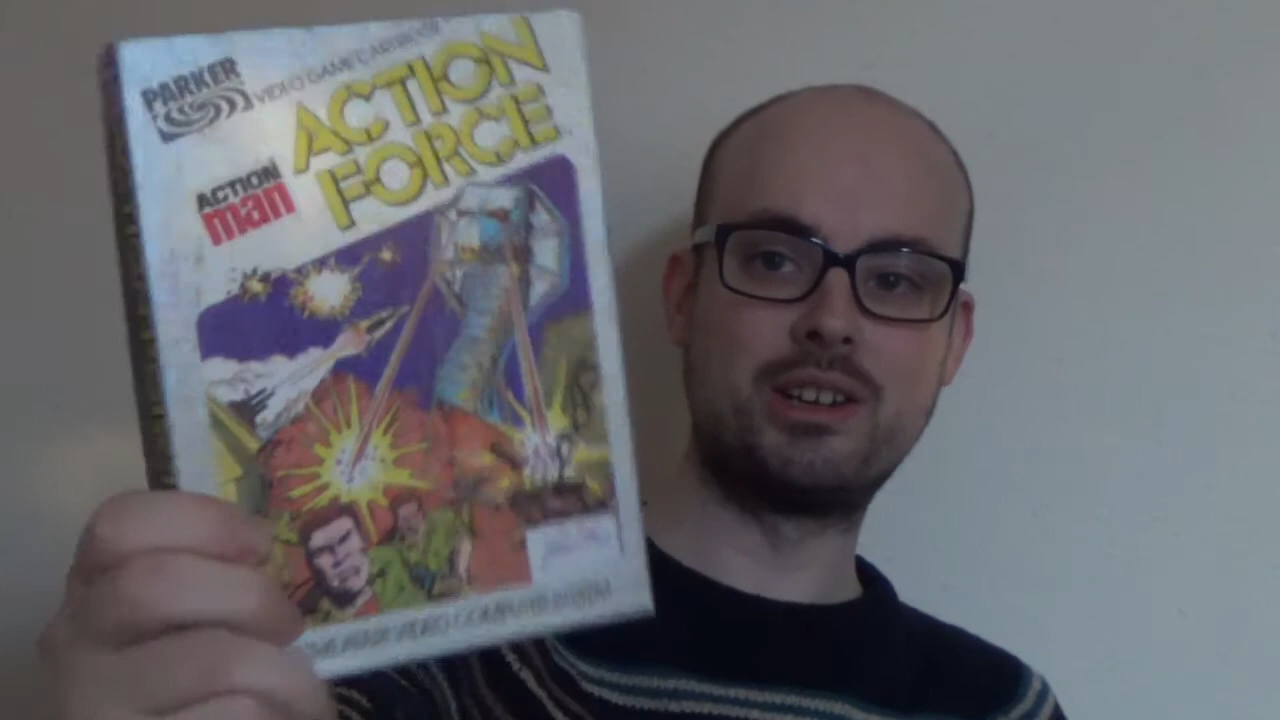 PARKER
VIDEO GAME CARTRIDGE
ACTION
FORCE
ACTION
man
ATARI VIDEO COMPUTER SYSTEM